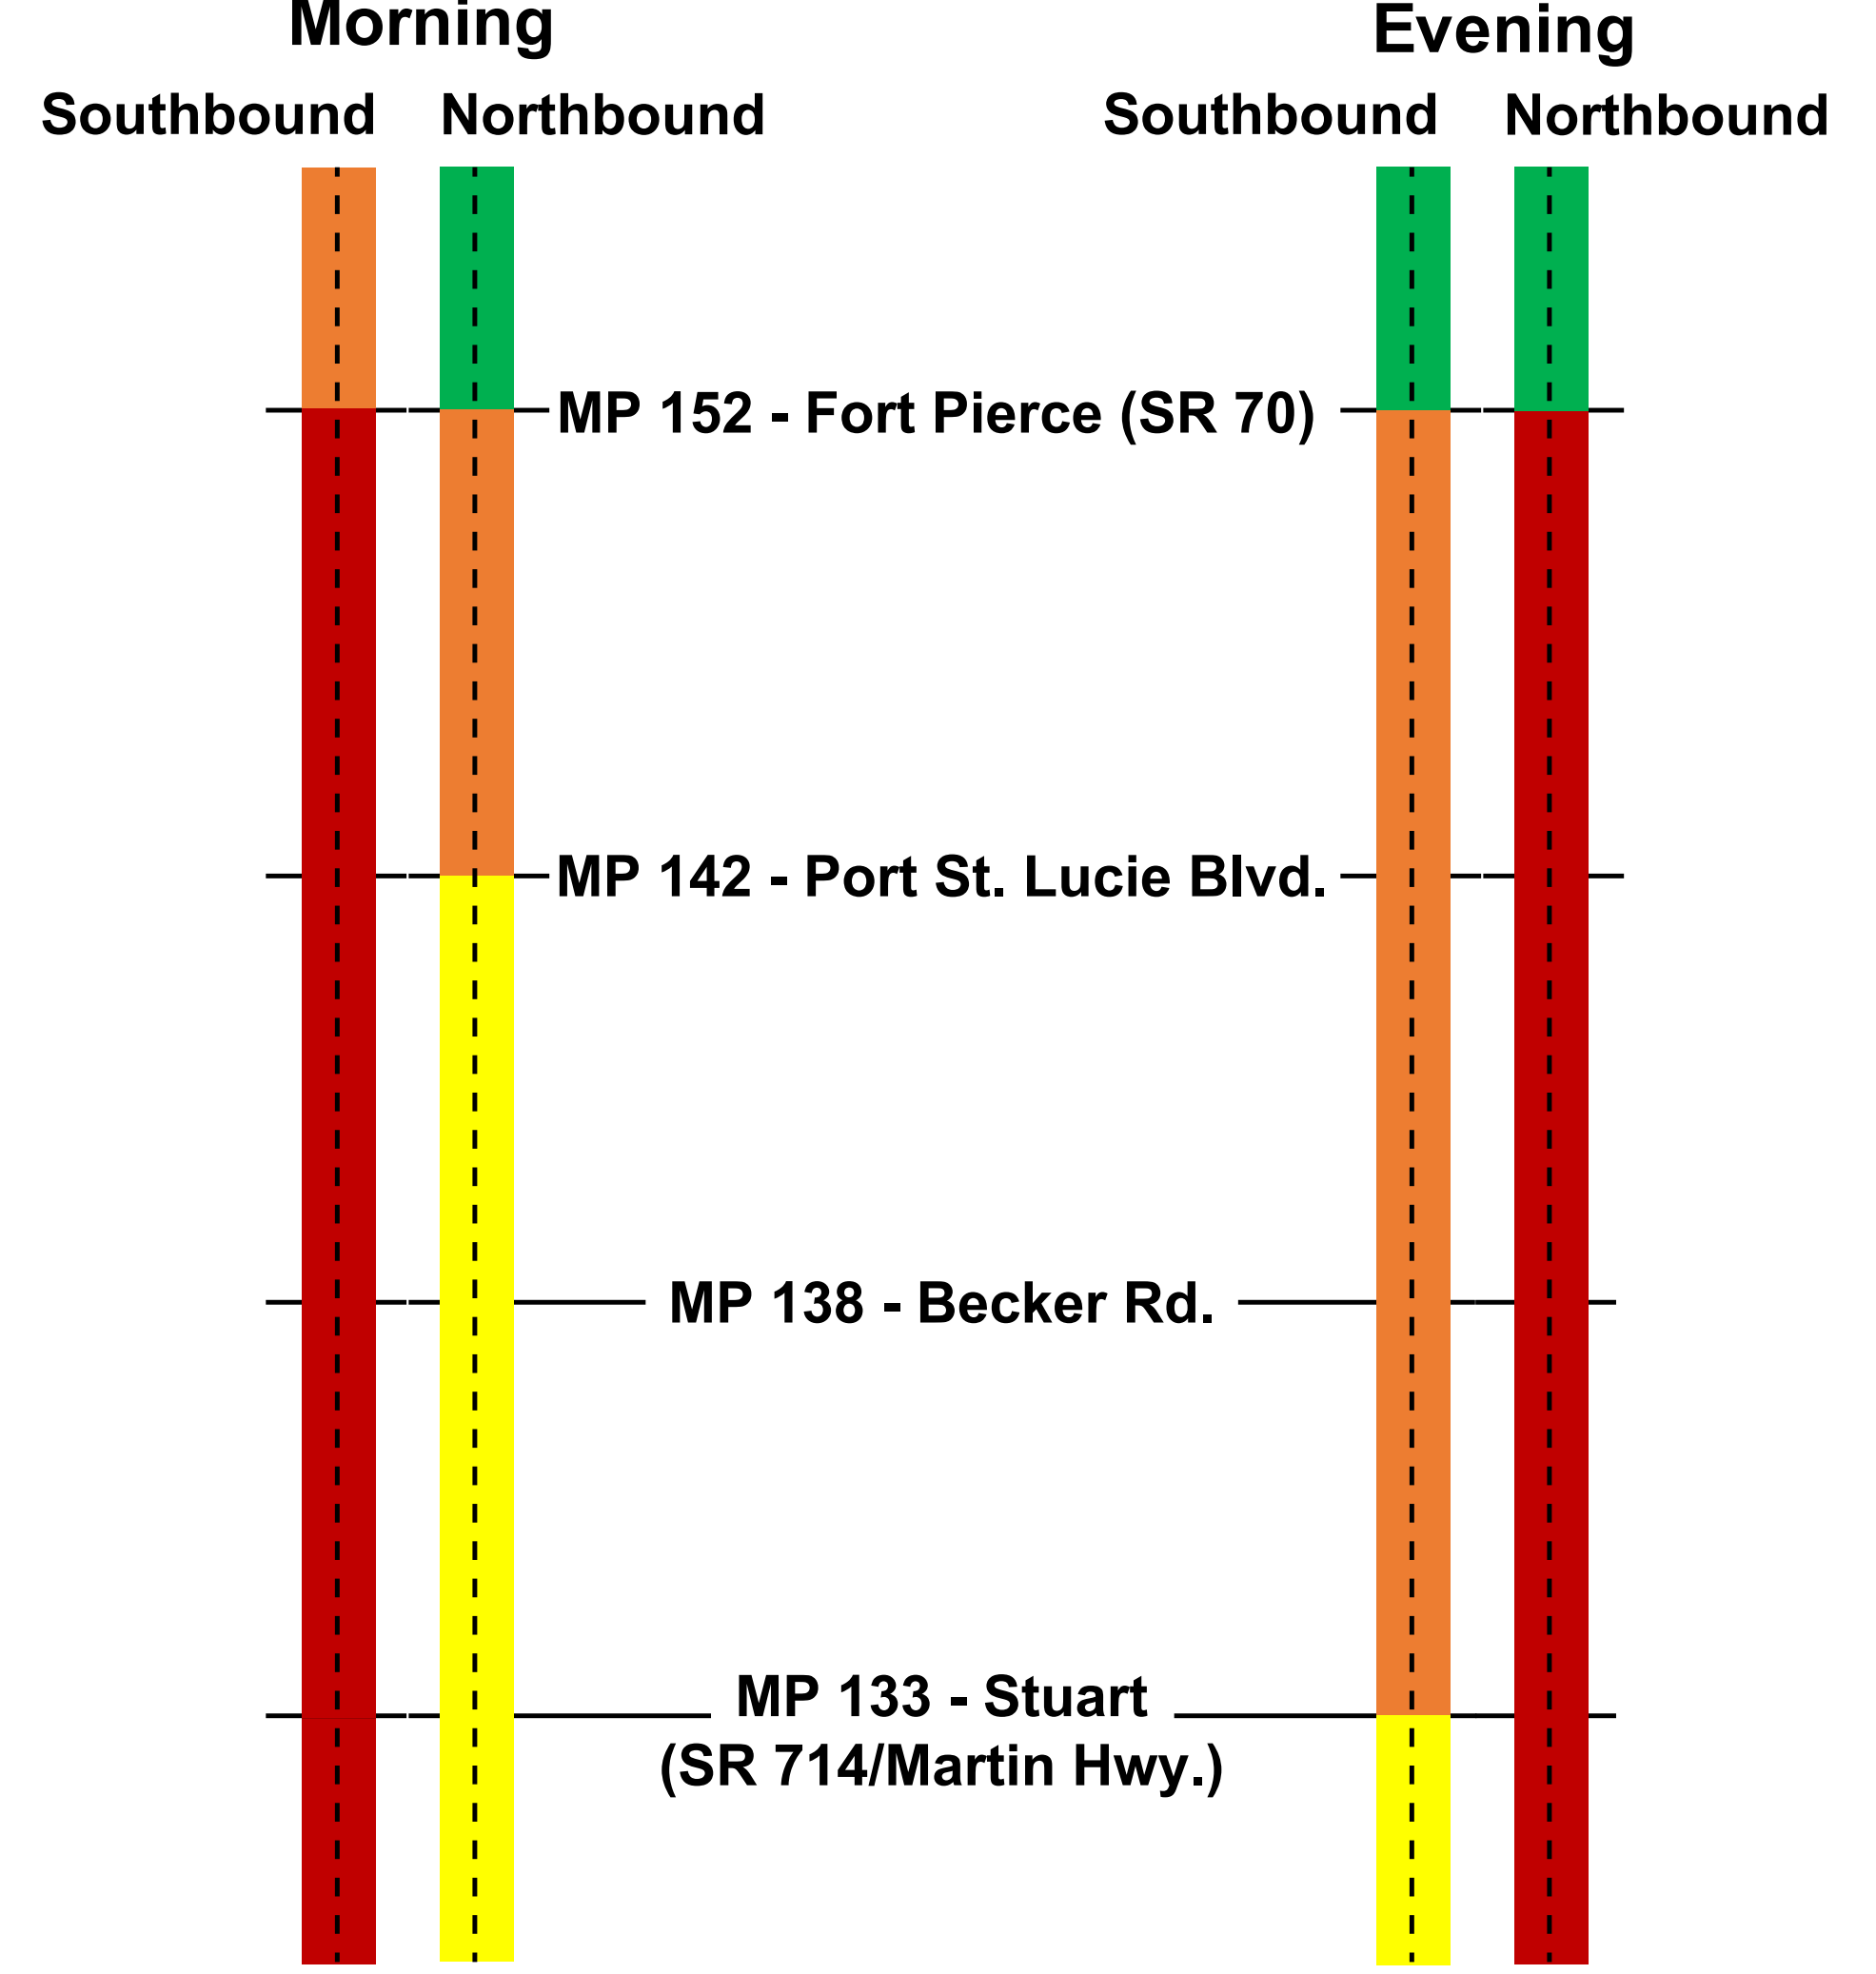 Morning
Evening
Southbound
Northbound
Southbound
Northbound
MP 152 - Fort Pierce (SR 70)
MP 142 - Port St. Lucie Blvd.
MP 138 - Becker Rd.
MP 133 - Stuart
(SR 714/Martin Hwy.)